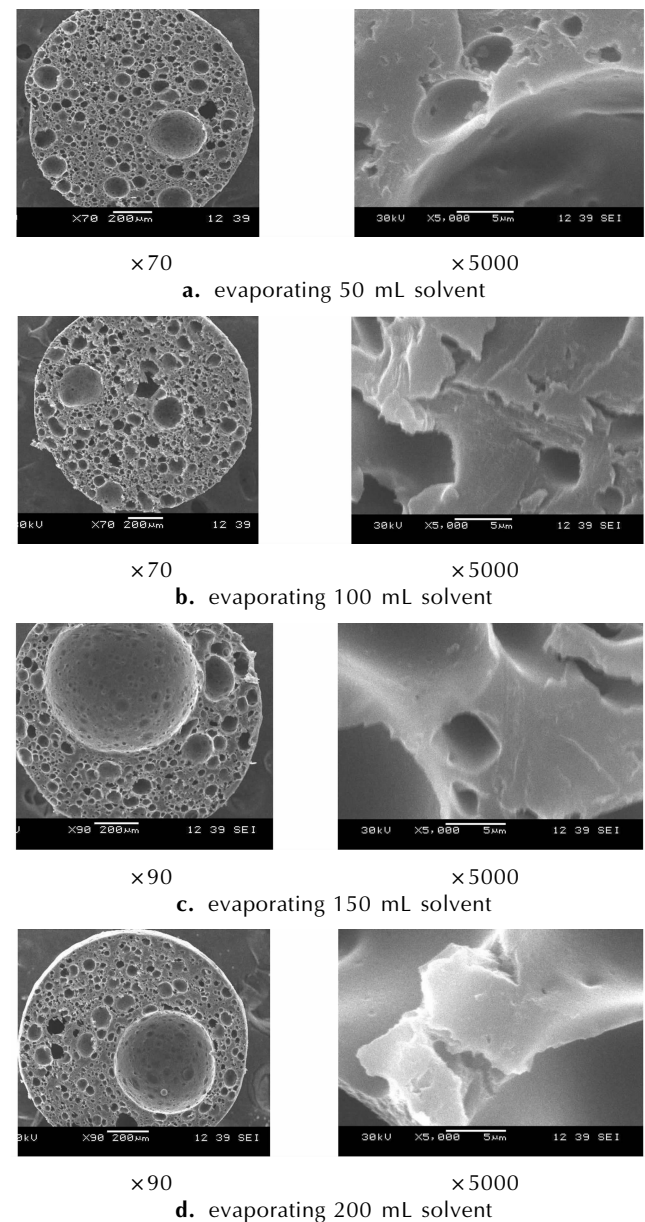 X70 200μm 12 39
30kV X5,000 5μm 12 39 SEI
×70 ×5000
a. evaporating 50 mL solvent
0kV X70 200μm 12 39
30kV X5,000 5μm 12 39 SEI
×70 ×5000
b. evaporating 100 mL solvent
X90 200μm 12 39 SEI
30kV X5,000 5μm 12 39 SEI
×90 ×5000
c. evaporating 150 mL solvent
0kV X90 200μm 12 39 SEI
30kV X5,000 5μm 12 39 SEI
×90 ×5000
d. evaporating 200 mL solvent